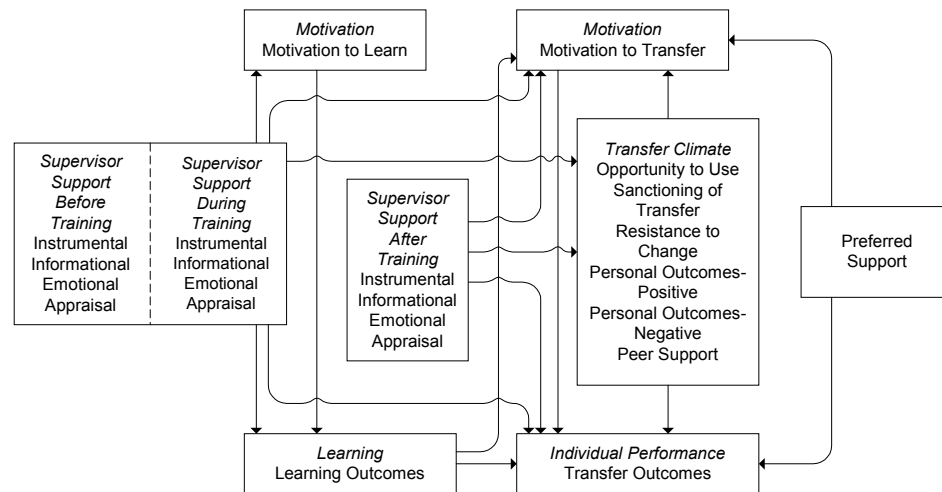 Motivation
Motivation to Learn
Motivation
Motivation to Transfer
Supervisor
Support
Before
Training
Instrumental
Informational
Emotional
Appraisal
Supervisor
Support
During
Training
Instrumental
Informational
Emotional
Appraisal
Supervisor
Support
After
Training
Instrumental
Informational
Emotional
Appraisal
Transfer Climate
Opportunity to Use
Sanctioning of
Transfer
Resistance to
Change
Personal Outcomes-
Positive
Personal Outcomes-
Negative
Peer Support
Preferred
Support
Learning
Learning Outcomes
Individual Performance
Transfer Outcomes